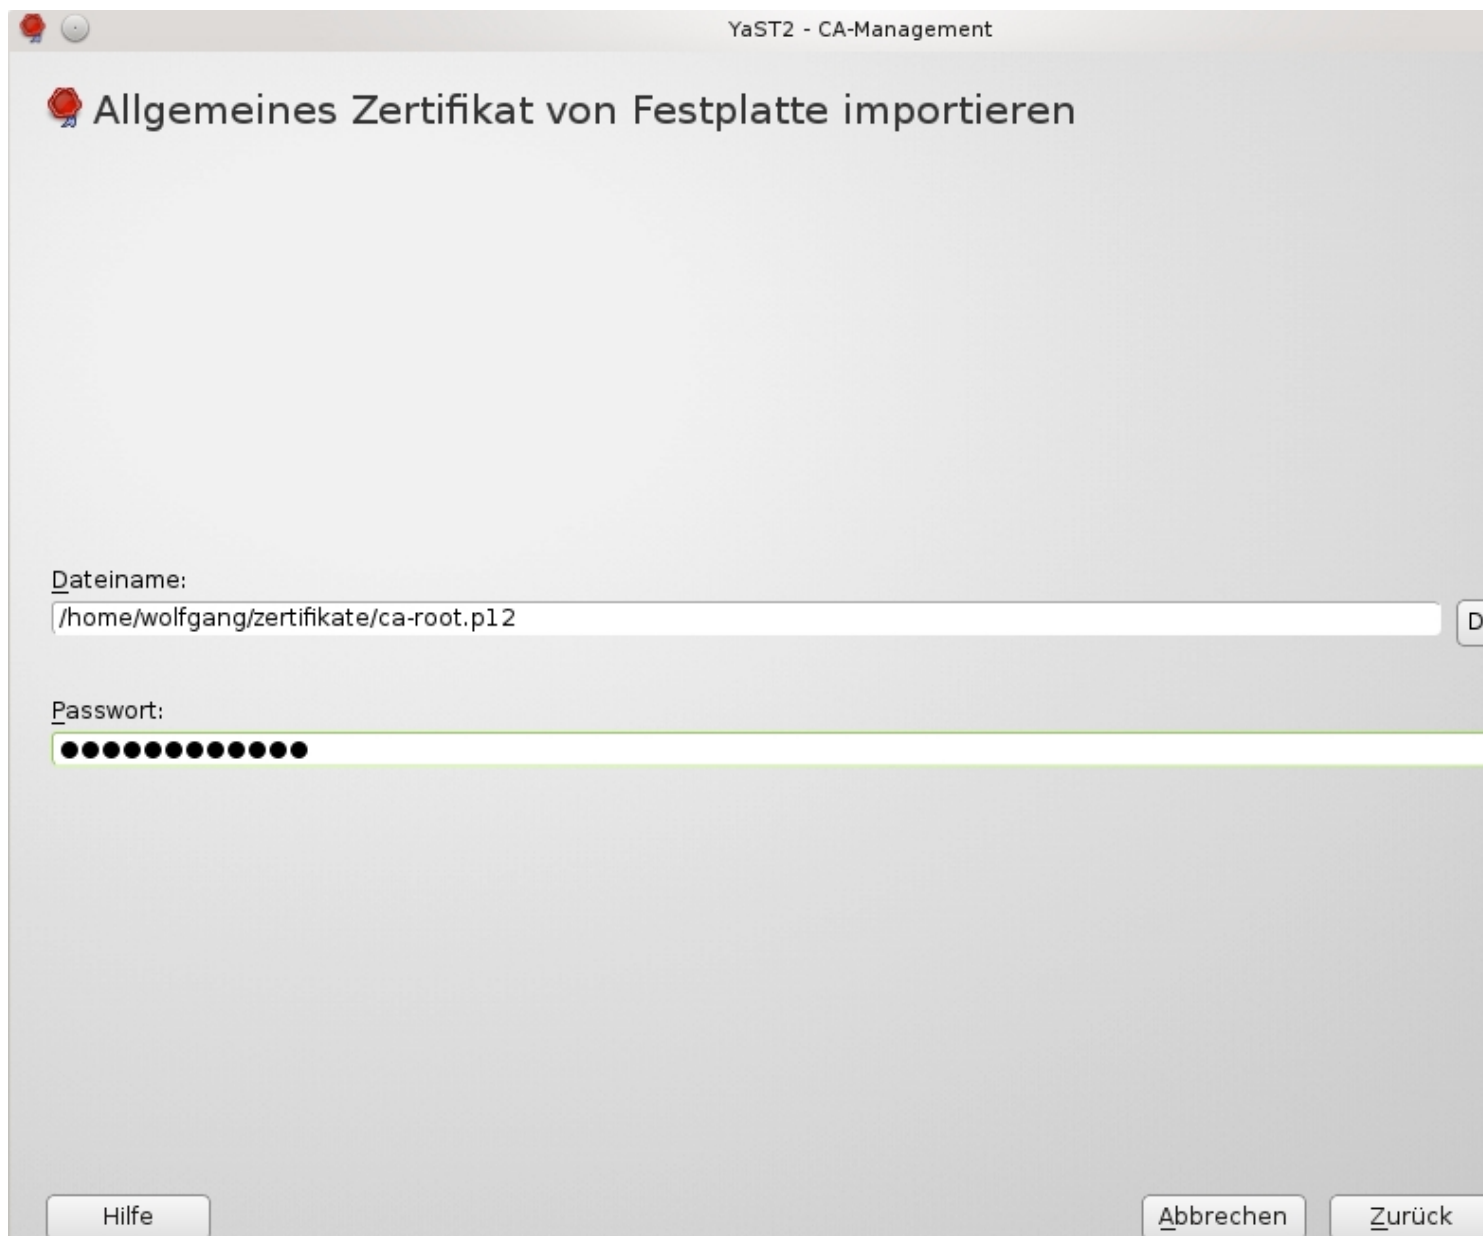 YaST2 - CA-Management
Allgemeines Zertifikat von Festplatte importieren
Dateiname:
/home/wolfgang/zertifikate/ca-root.p12
D
Passwort:
●●●●●●●●●●●●
Hilfe
Abbrechen
Zurück